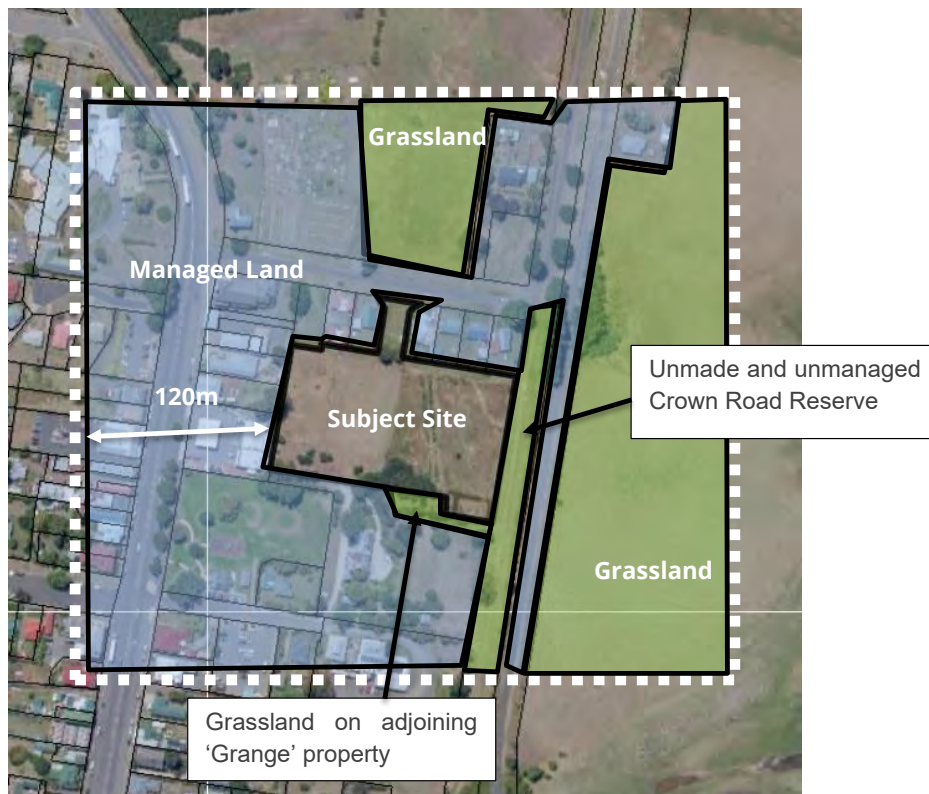 Grassland
Managed Land
Unmade and unmanaged
Crown Road Reserve
120m
Subject Site
Grassland
Grassland on adjoining
‘Grange’ property